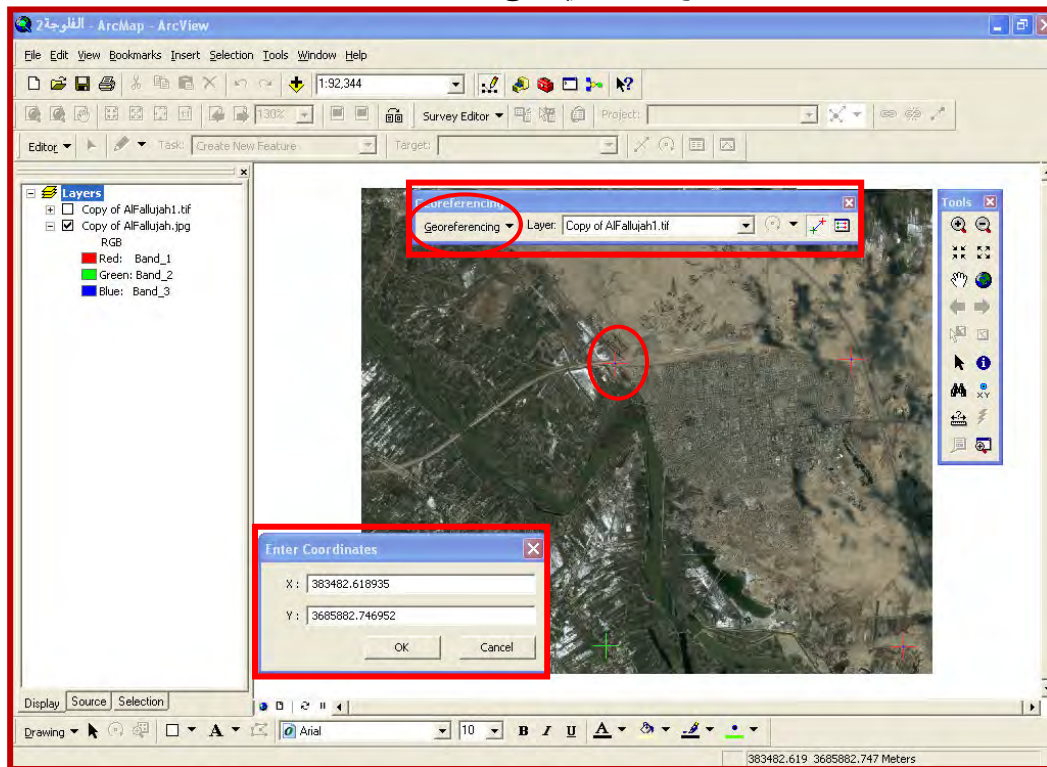 الفلوجة2 - ArcMap - ArcView
File Edit View Bookmarks Insert Selection Tools Window Help
1:92,344
130% Survey Editor Project:
Editor Task: Create New Feature Target:
Layers
Copy of AlFallujah1.tif
Copy of AlFallujah.jpg
RGB
Red: Band_1
Green: Band_2
Blue: Band_3
Georeferencing
Georeferencing Layer: Copy of AlFallujah1.tif
Tools
XY
Enter Coordinates
X: 383482.618935
Y: 3685882.746952
OK Cancel
Display Source Selection
Drawing A Arial 10 B I U A
383482.619 3685882.747 Meters